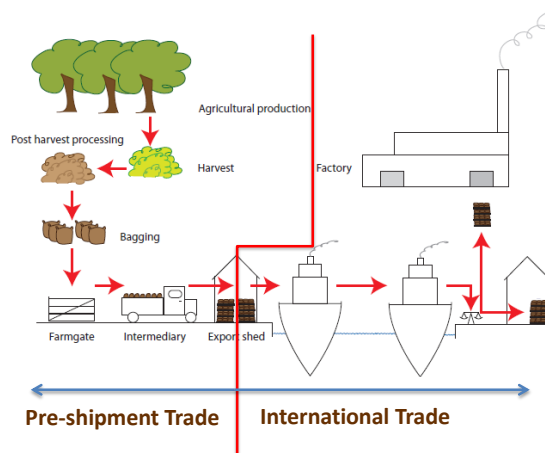 Agricultural production
Post harvest processing
Harvest
Factory
Bagging
Farmgate
Intermediary
Export shed
Pre-shipment Trade
International Trade